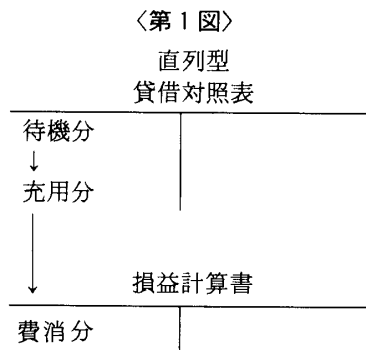 〈第1図〉
直列型
貸借対照表
待機分
↓
充用分
↓
損益計算書
費消分